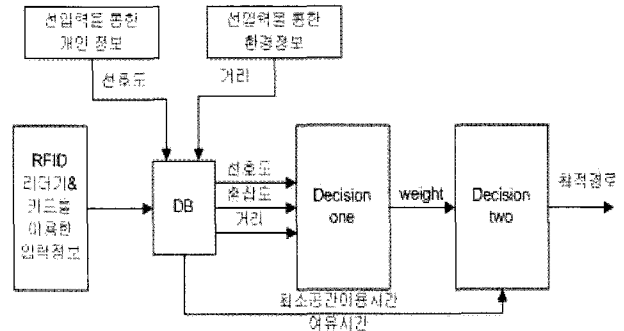 선입력을 통한
개인 정보
선입력을 통한
환경정보
선호도
거리
RFID
리더기&
카드를
이용한
입력정보
DB
선호도
혼잡도
거리
Decision
one
weight
Decision
two
최적경로
최소공간이용시간
여유시간